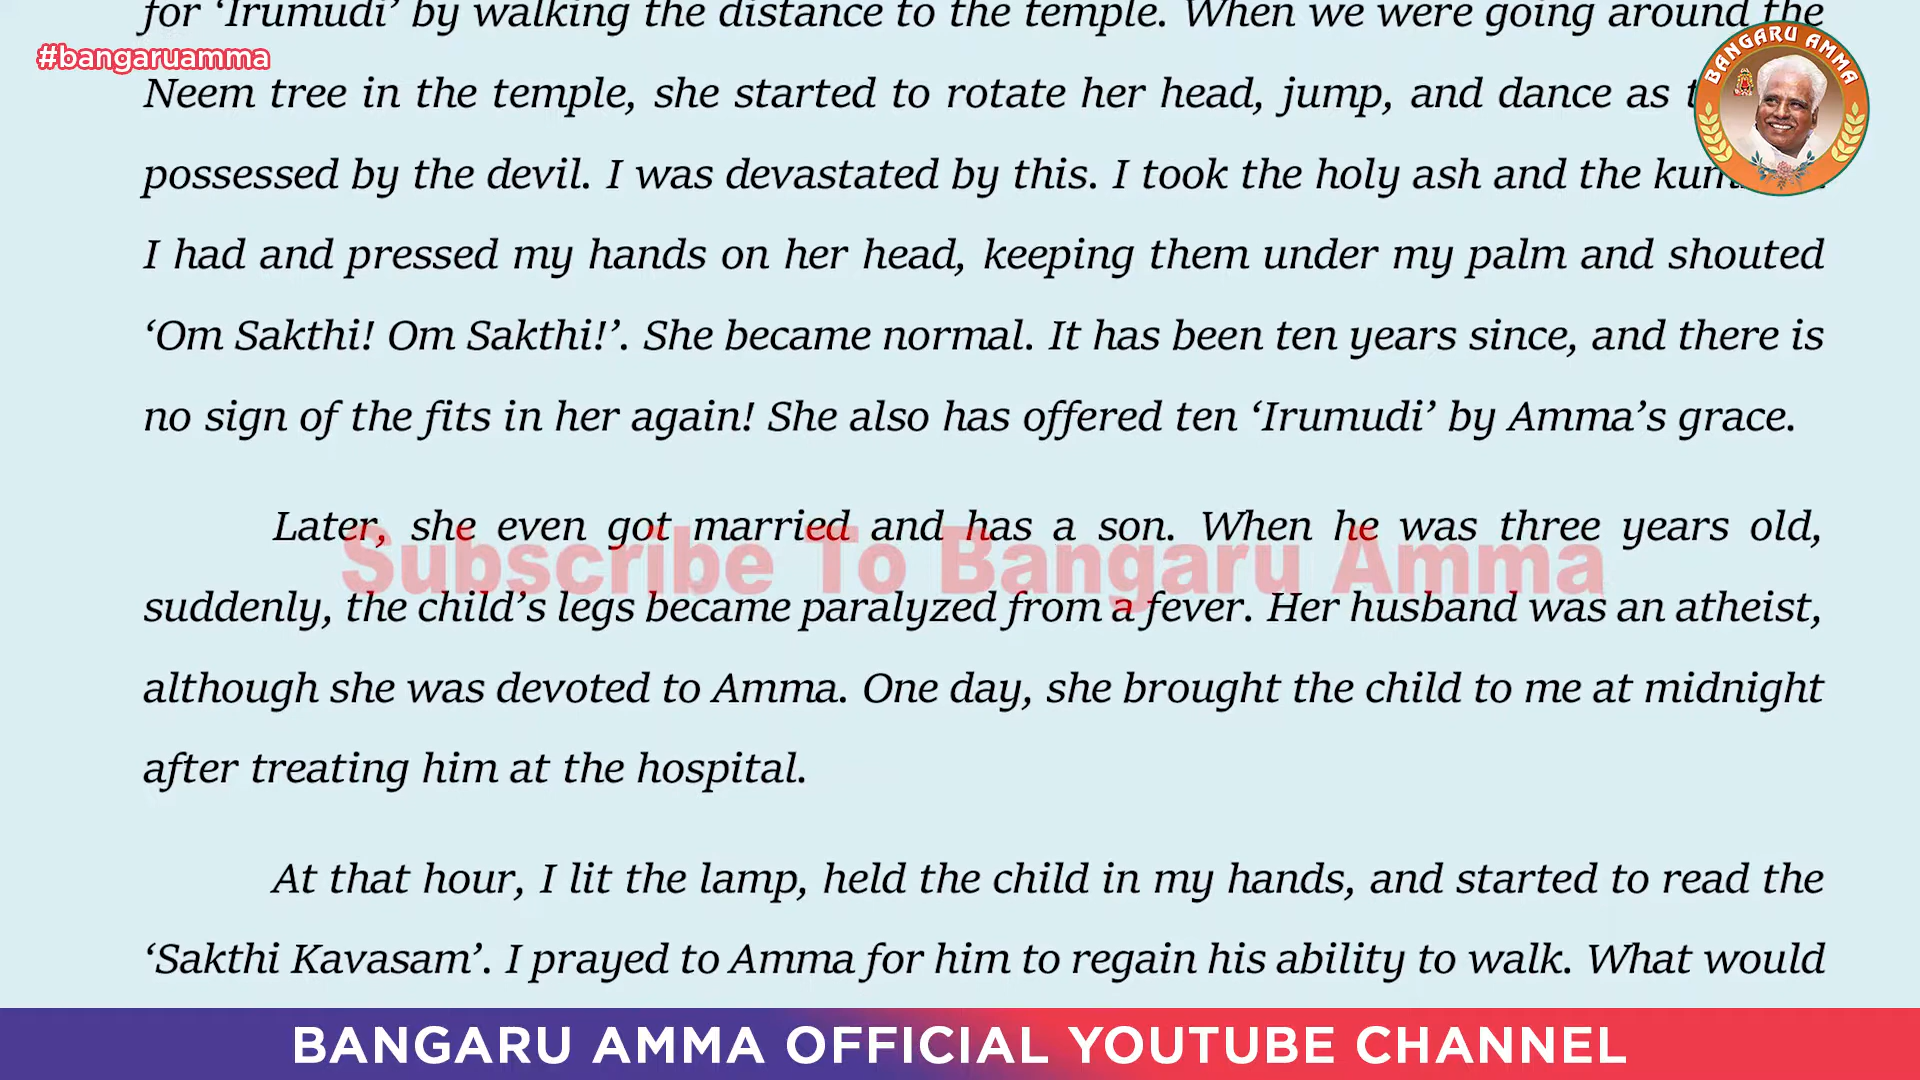 for ‘Irumudi’ by walking the distance to the temple. When we were going around the
#bangaruamma
BANGARU AMMA
Neem tree in the temple, she started to rotate her head, jump, and dance as
possessed by the devil. I was devastated by this. I took the holy ash and the
I had and pressed my hands on her head, keeping them under my palm and shouted
‘Om Sakthi! Om Sakthi!’. She became normal. It has been ten years since, and there is
no sign of the fits in her again! She also has offered ten ‘Irumudi’ by Amma’s grace.
Later, she even got married and has a son. When he was three years old,
Subscribe To Bangaru Amma
suddenly, the child’s legs became paralyzed from a fever. Her husband was an atheist,
although she was devoted to Amma. One day, she brought the child to me at midnight
after treating him at the hospital.
At that hour, I lit the lamp, held the child in my hands, and started to read the
‘Sakthi Kavasam’. I prayed to Amma for him to regain his ability to walk. What would
BANGARU AMMA OFFICIAL YOUTUBE CHANNEL